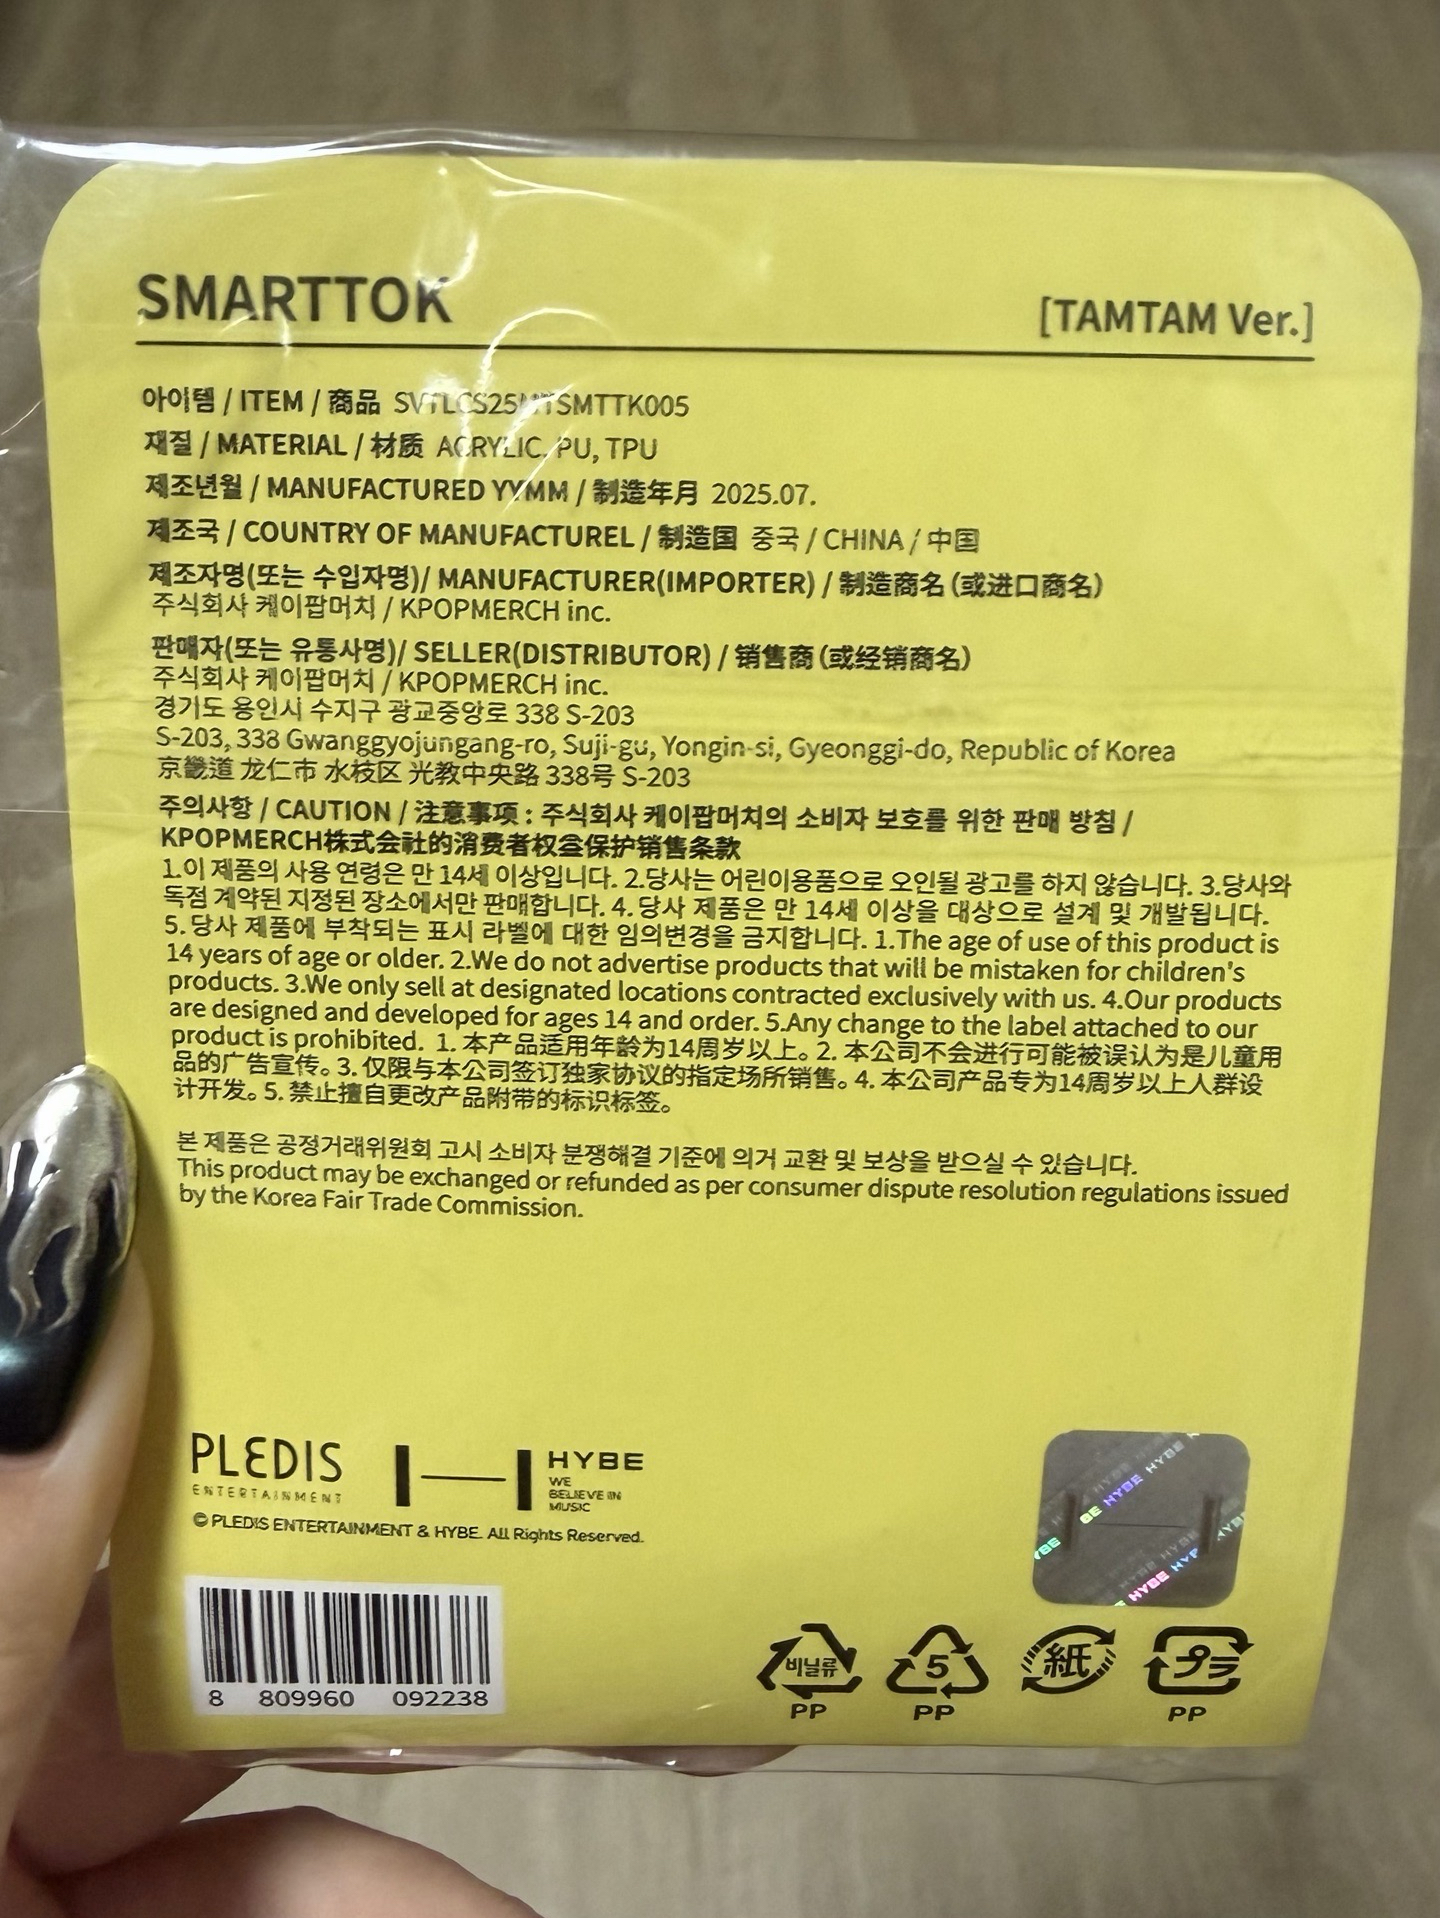 SMARTTOK
[TAMTAM Ver.]
아이템 / ITEM / 商品
재질 / MATERIAL / 材质 ACRYLIC, PU, TPU
제조년월 / MANUFACTURED YYMM / 制造年月 2025.07.
제조국 / COUNTRY OF MANUFACTUREL / 制造国 중국 / CHINA / 中国
제조자명(또는 수입자명)/ MANUFACTURER(IMPORTER) / 制造商名(或进口商名)
주식회사 케이팝머치 / KPOPMERCH inc.
판매자(또는 유통사명)/ SELLER(DISTRIBUTOR) / 销售商(或经销商名)
주식회사 케이팝머치 / KPOPMERCH inc.
경기도 용인시 수지구 광교중앙로 338 S-203
S-203, 338 Gwanggyojungang-ro, Suji-gu, Yongin-si, Gyeonggi-do, Republic of Korea
京畿道 龙仁市 水枝区 光教中央路 338号 S-203
주의사항 / CAUTION / 注意事项 : 주식회사 케이팝머치의 소비자 보호를 위한 판매 방침 /
KPOPMERCH株式会社的消费者权益保护销售条款
1.이 제품의 사용 연령은 만 14세 이상입니다. 2.당사는 어린이용품으로 오인될 광고를 하지 않습니다. 3.당사와
독점 계약된 지정된 장소에서만 판매합니다. 4. 당사 제품은 만 14세 이상을 대상으로 설계 및 개발됩니다.
5. 당사 제품에 부착되는 표시 라벨에 대한 임의변경을 금지합니다. 1.The age of use of this product is
14 years of age or older. 2.We do not advertise products that will be mistaken for children's
products. 3.We only sell at designated locations contracted exclusively with us. 4.Our products
are designed and developed for ages 14 and order. 5.Any change to the label attached to our
product is prohibited. 1. 本产品适用年龄为14周岁以上。2. 本公司不会进行可能被误认为是儿童用
品的广告宣传。3. 仅限与本公司签订独家协议的指定场所销售。4. 本公司产品专为14周岁以上人群设
计开发。5. 禁止擅自更改产品附带的标识标签。
본 제품은 공정거래위원회 고시 소비자 분쟁해결 기준에 의거 교환 및 보상을 받으실 수 있습니다.
This product may be exchanged or refunded as per consumer dispute resolution regulations issued
by the Korea Fair Trade Commission.
PLEDIS
ENTERTAINMENT
HYBE
WE
BELIEVE IN
MUSIC
© PLEDIS ENTERTAINMENT & HYBE. All Rights Reserved.
HYBE
BE HYBE HYBE
HYBE
HYBE HYBE
8 809960 092238
비닐류
PP
5
PP
紙
プラ
PP